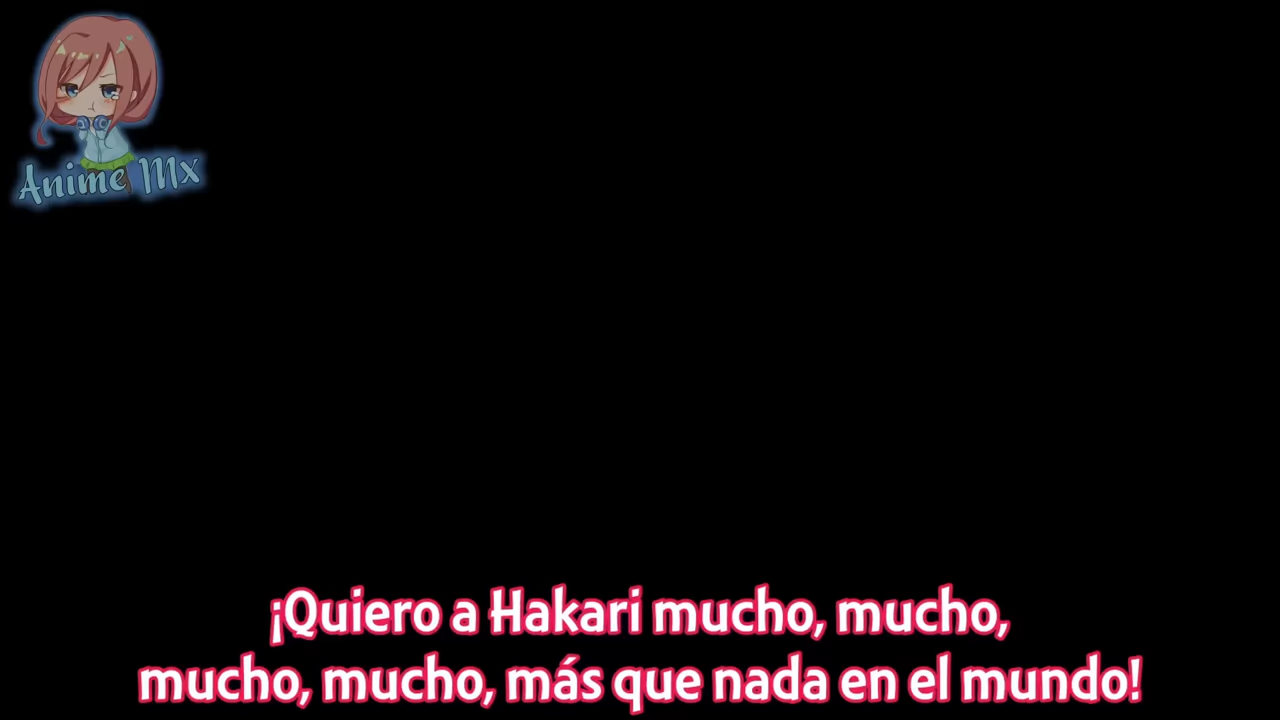 Anime Mx
¡Quiero a Hakari mucho, mucho,
mucho, mucho, más que nada en el mundo!